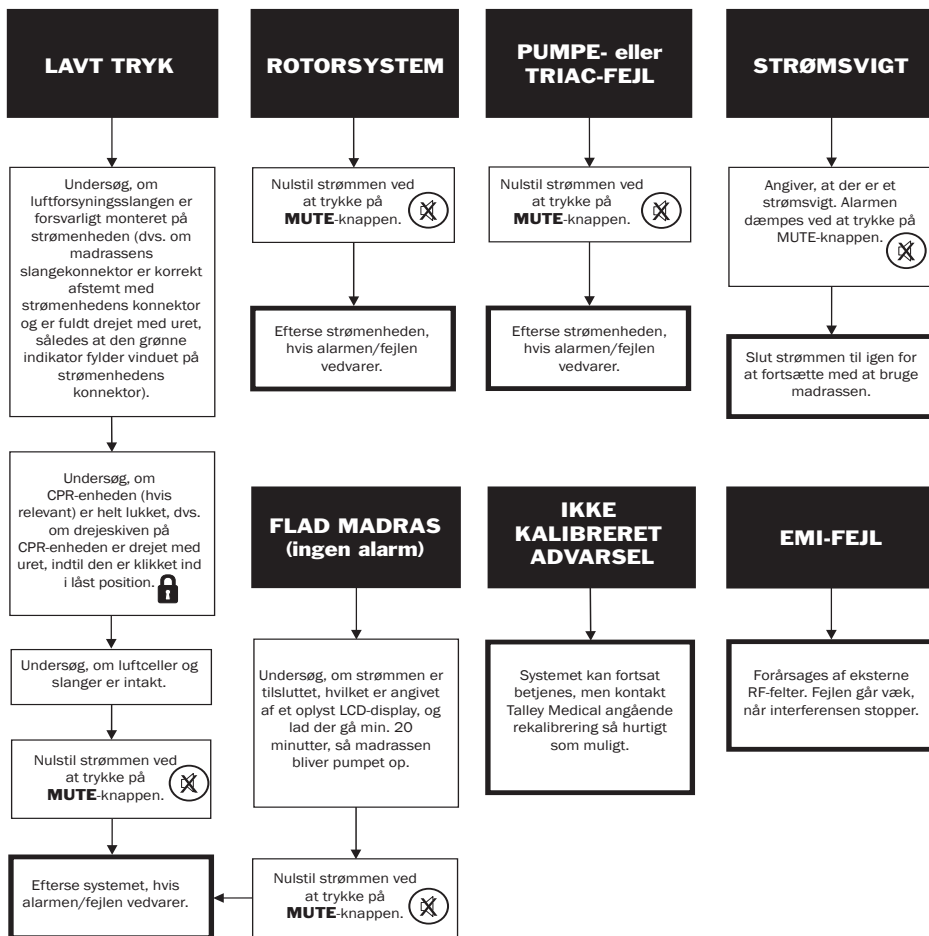 LAVT TRYK
Undersøg, om
luftforsyningsslangen er
forsvarligt monteret på
strømenheden (dvs. om
madrassens
slangekonnektor er korrekt
afstemt med
strømenhedens konnektor
og er fuldt drejet med uret,
således at den grønne
indikator fylder vinduet på
strømenhedens
konnektor).
Undersøg, om
CPR-enheden (hvis
relevant) er helt lukket, dvs.
om drejeskiven på
CPR-enheden er drejet med
uret, indtil den er klikket ind
i låst position.
Undersøg, om luftceller og
slanger er intakt.
Nulstil strømmen ved
at trykke på
MUTE-knappen.
Efterse systemet, hvis
alarmen/fejlen vedvarer.
ROTORSYSTEM
Nulstil strømmen ved
at trykke på
MUTE-knappen.
Efterse strømenheden,
hvis alarmen/fejlen
vedvarer.
PUMPE- eller
TRIAC-FEJL
Nulstil strømmen ved
at trykke på
MUTE-knappen.
Efterse strømenheden,
hvis alarmen/fejlen
vedvarer.
STRØMSVIGT
Angiver, at der er et
strømsvigt. Alarmen
dæmpes ved at trykke på
MUTE-knappen.
Slut strømmen til igen for
at fortsætte med at bruge
madrassen.
FLAD MADRAS
(ingen alarm)
Undersøg, om strømmen er
tilsluttet, hvilket er angivet
af et oplyst LCD-display, og
lad der gå min. 20
minutter, så madrassen
bliver pumpet op.
Nulstil strømmen ved
at trykke på
MUTE-knappen.
IKKE
KALIBRERET
ADVARSEL
Systemet kan fortsat
betjenes, men kontakt
Talley Medical angående
rekalibrering så hurtigt
som muligt.
EMI-FEJL
Forårsages af eksterne
RF-felter. Fejlen går væk,
når interferensen stopper.